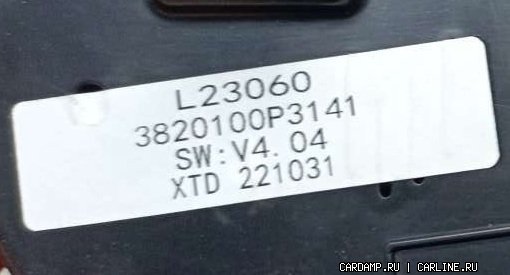 L23060
3820100P3141
SW:V4. 04
XTD 221031
CARDAMP.RU | CARLINE.RU